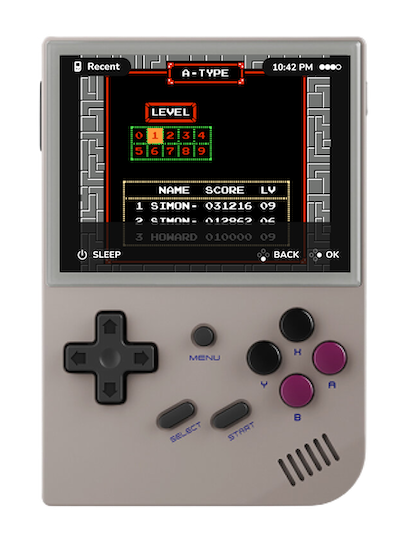 Recent
A-TYPE
10:42 PM
LEVEL
0 1 2 3 4
5 6 7 8 9
NAME SCORE LV
1 SIMON- 031216 09
2 SIMON- 012862 06
3 HOWARD 010000 09
SLEEP
BACK
OK
MENU
X
Y
A
B
SELECT
START